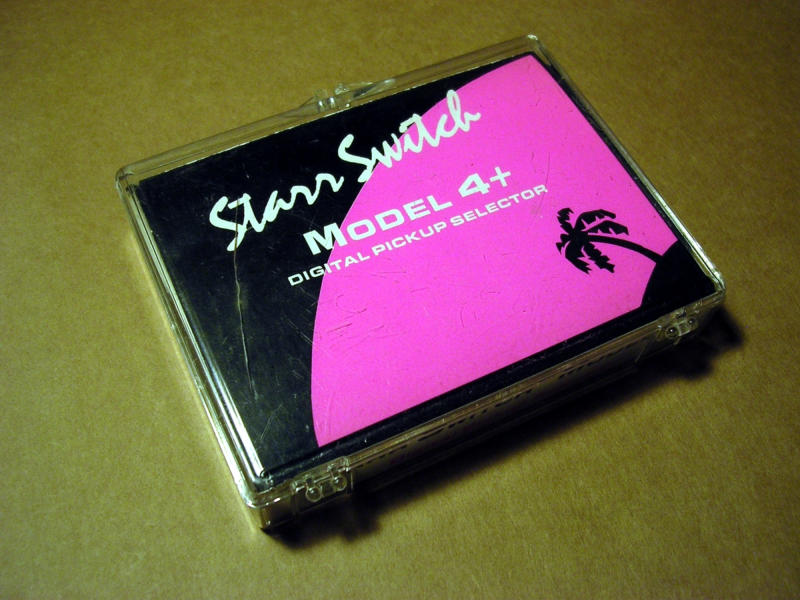 Starr Switch
MODEL 4+
DIGITAL PICKUP SELECTOR